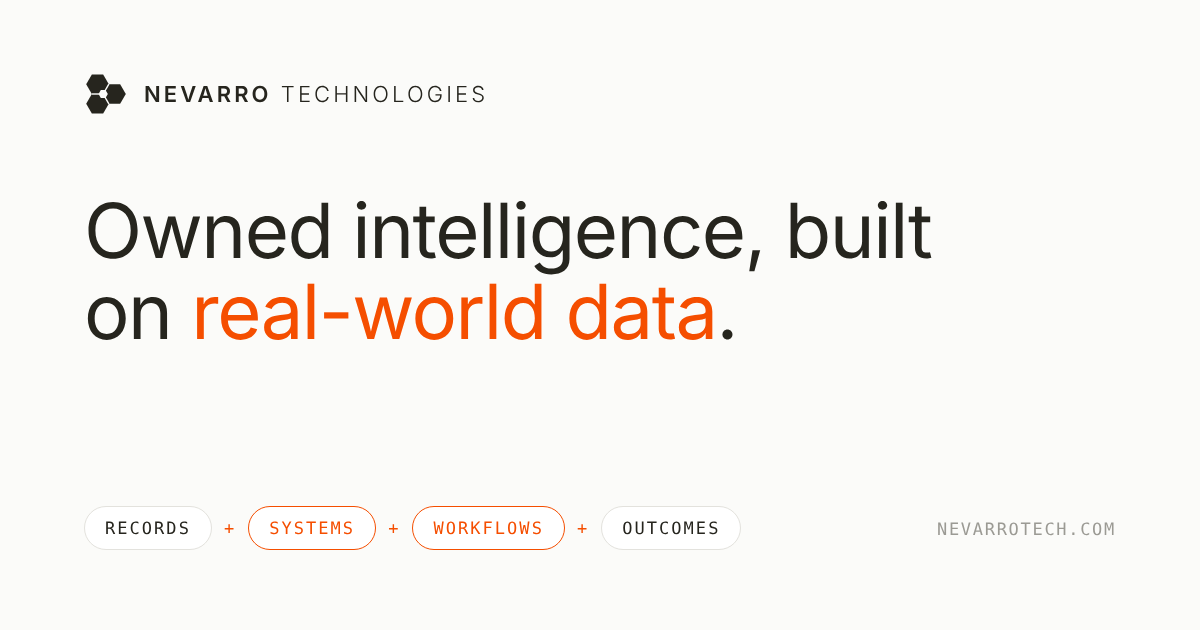 NEVARRO TECHNOLOGIES
Owned intelligence, built
on real-world data.
RECORDS + SYSTEMS + WORKFLOWS + OUTCOMES
NEVARROTECH.COM